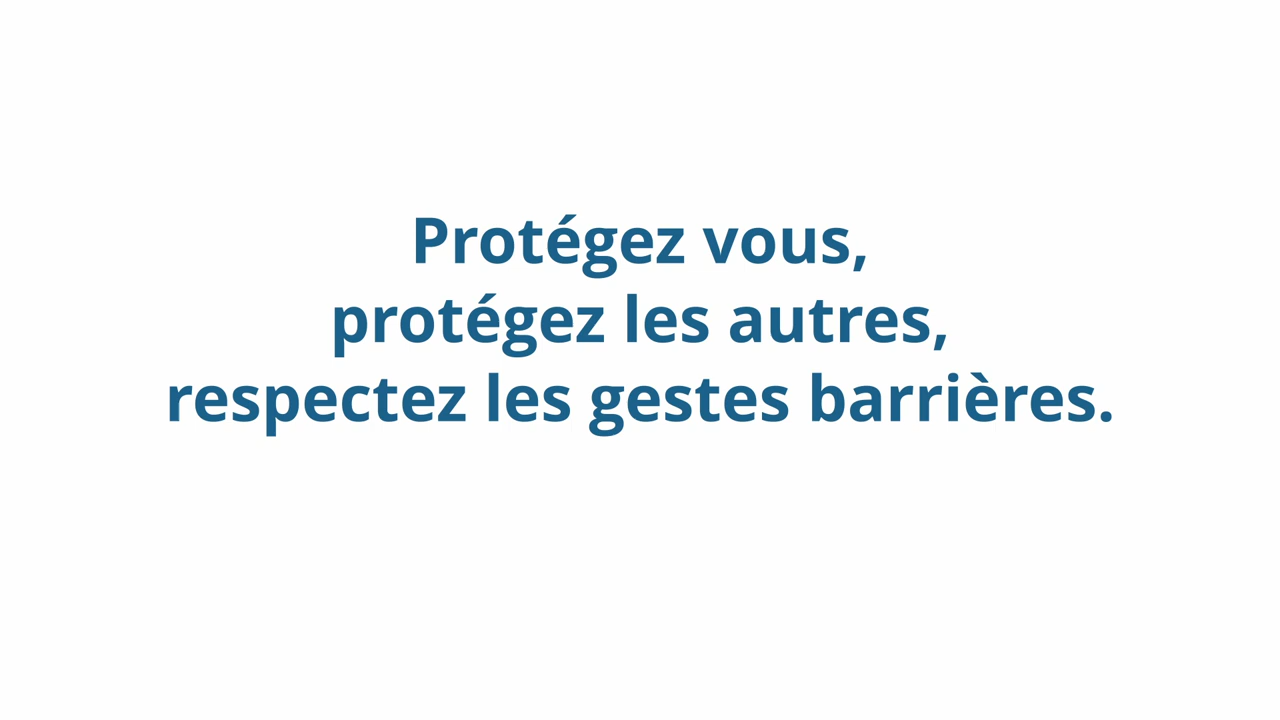 Protégez vous,
protégez les autres,
respectez les gestes barrières.